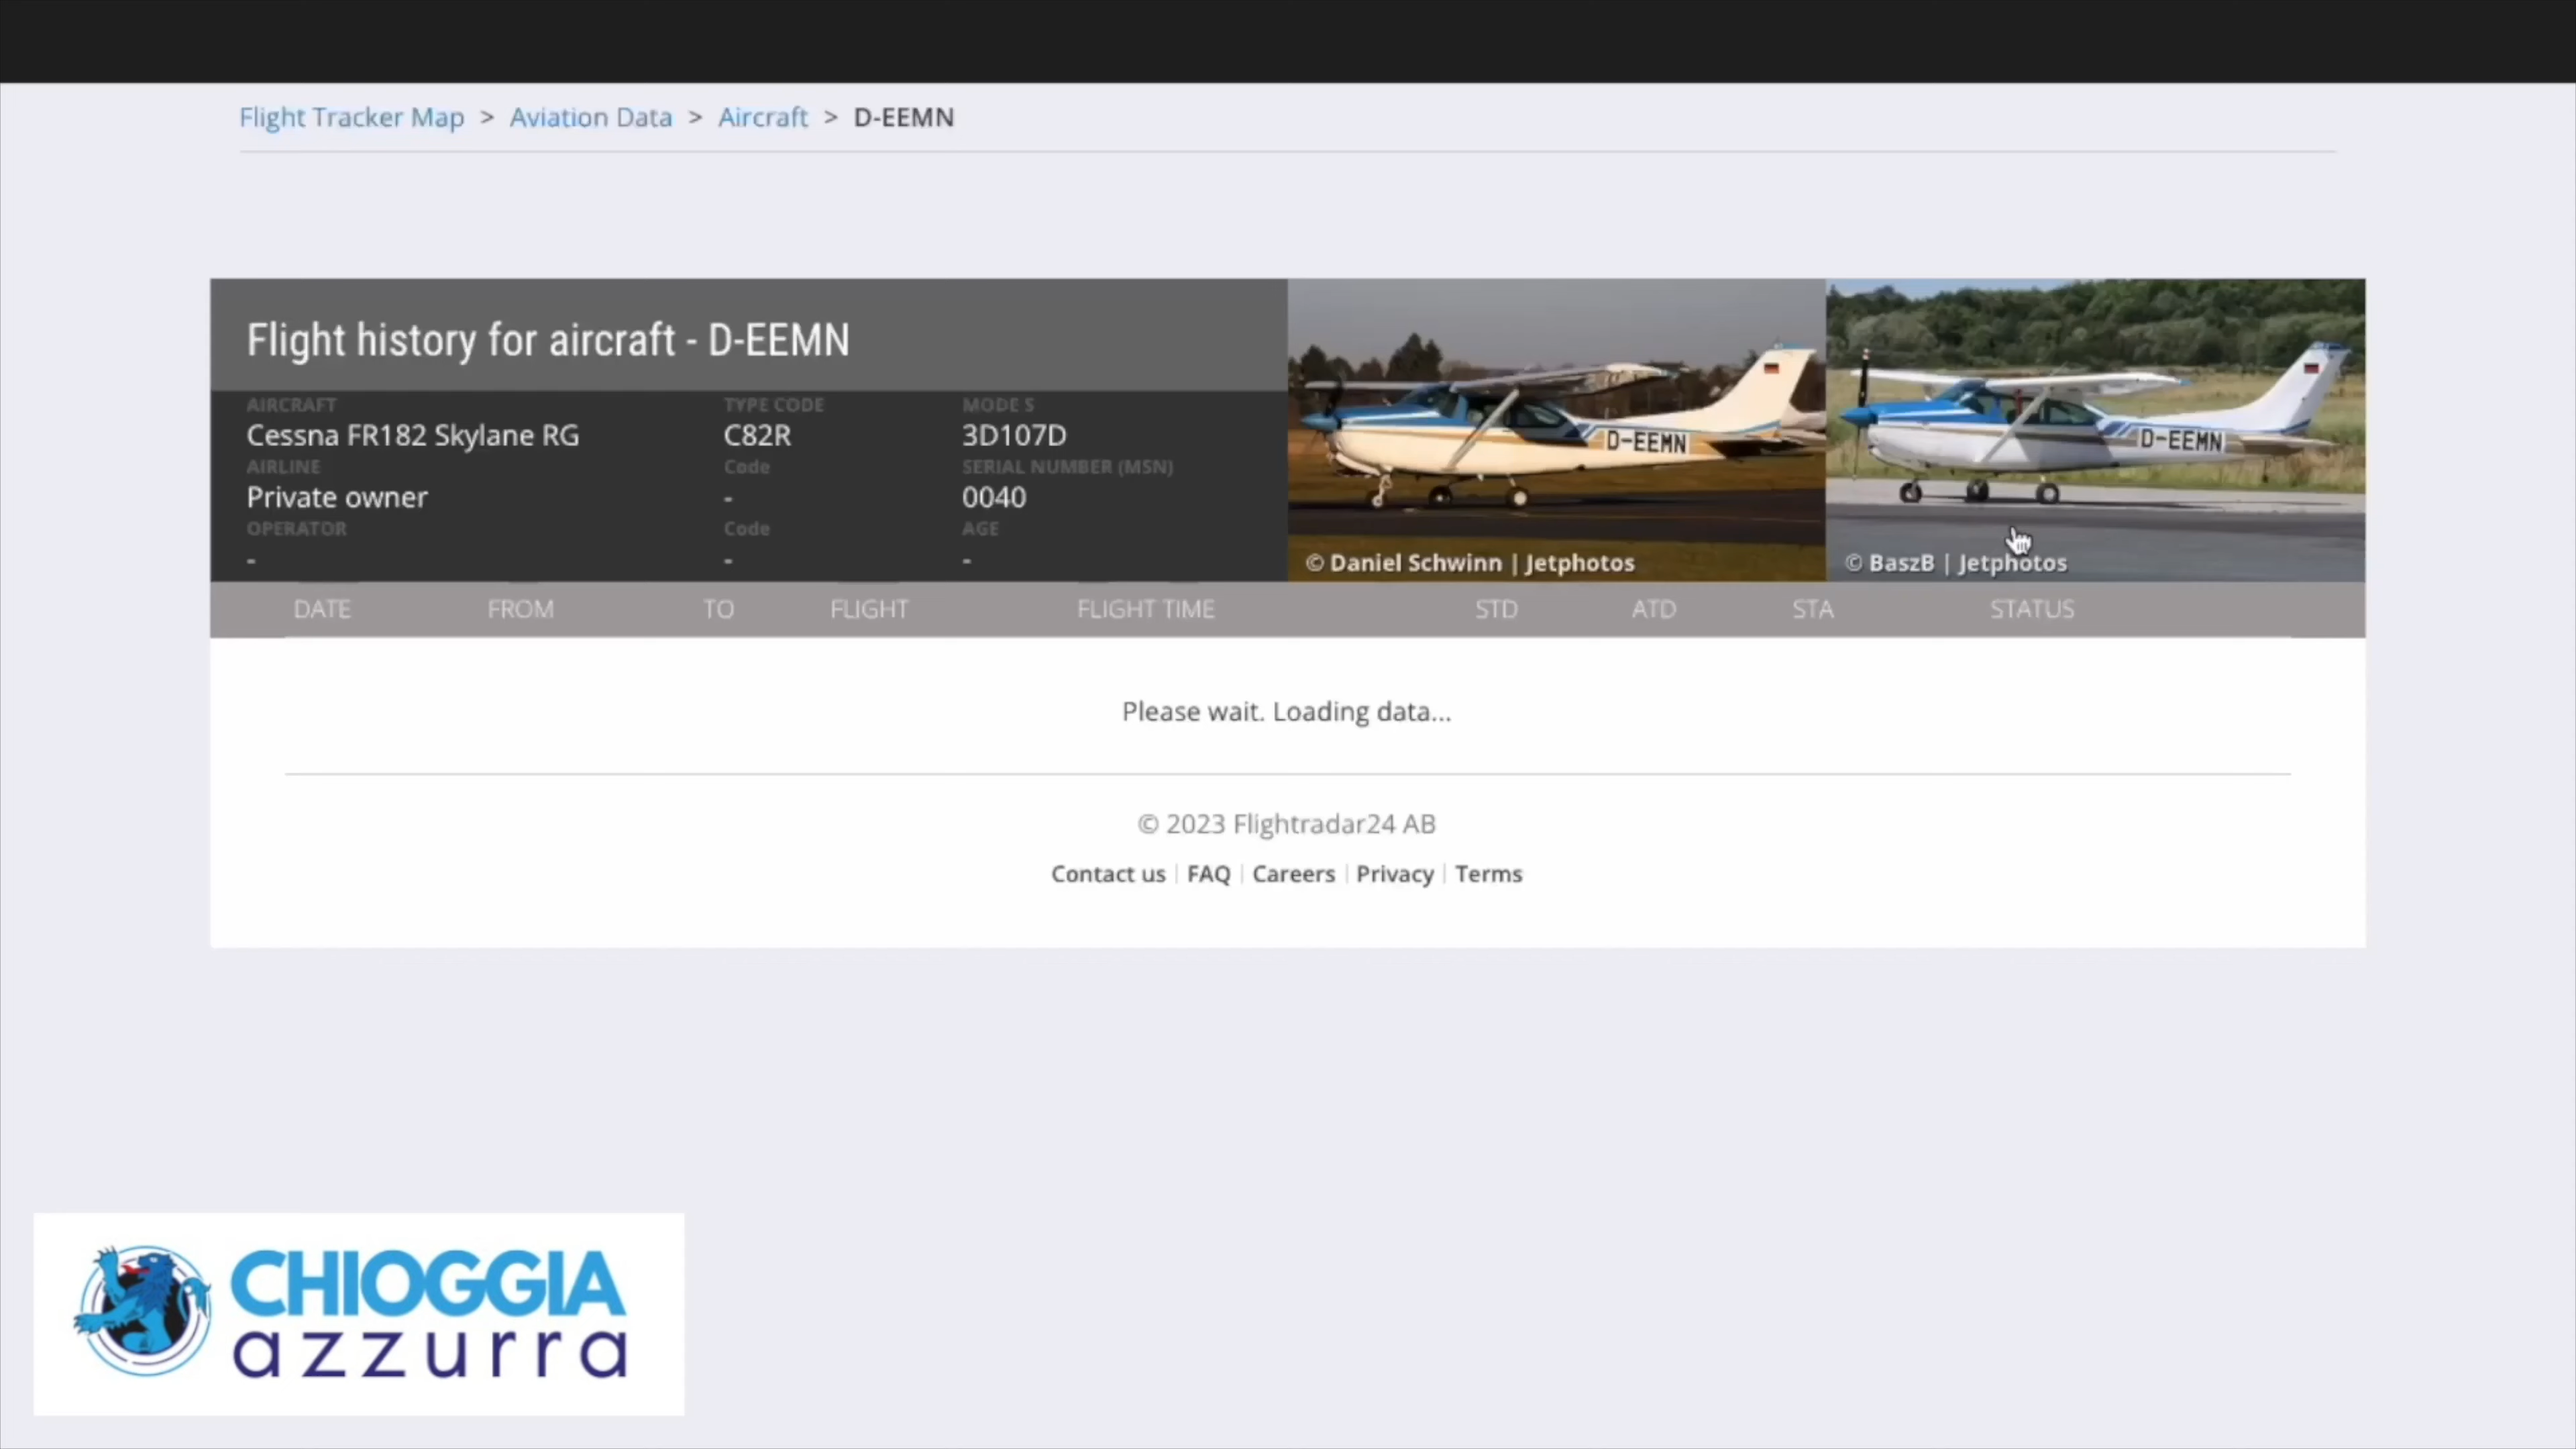 Flight Tracker Map > Aviation Data > Aircraft > D-EEMN
Flight history for aircraft - D-EEMN
AIRCRAFT TYPE CODE MODE S
Cessna FR182 Skylane RG C82R 3D107D
AIRLINE Code SERIAL NUMBER (MSN)
Private owner - 0040
OPERATOR Code AGE
- - -
D-EEMN
© Daniel Schwinn | Jetphotos
D-EEMN
© BaszB | Jetphotos
DATE FROM TO FLIGHT FLIGHT TIME STD ATD STA STATUS
Please wait. Loading data...
© 2023 Flightradar24 AB
Contact us | FAQ | Careers | Privacy | Terms
CHIOGGIA
azzurra